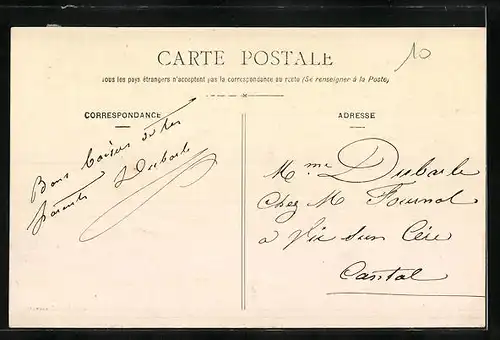 10
CARTE POSTALE
Tous les pays étrangers n'acceptent pas la correspondance au recto (Se renseigner à la Poste)
CORRESPONDANCE
Bons baisers de tes
parents Dubarle
ADRESSE
Mme Dubarle
Chez M Fournol
a Vic sur Cère
Cantal